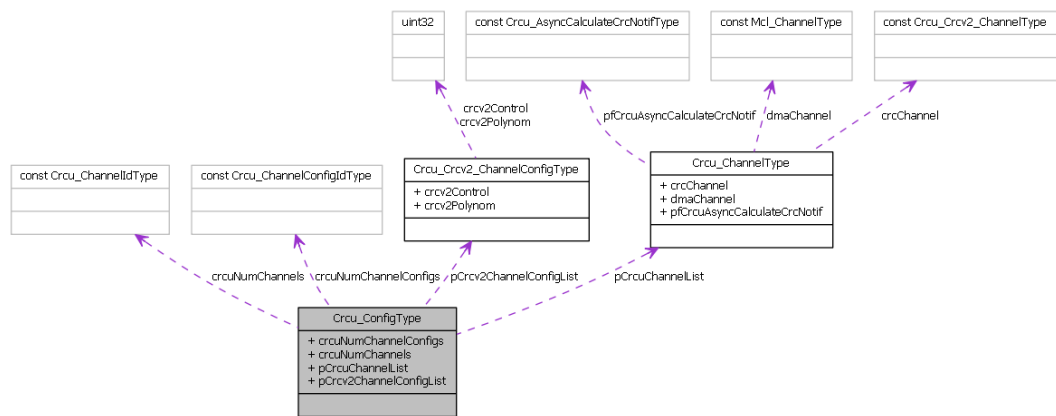 uint32
const Crcu_AsyncCalculateCrcNotifType
const Mcl_ChannelType
const Crcu_Crcv2_ChannelType
crcv2Control
crcv2Polynom
pfCrcuAsyncCalculateCrcNotif
dmaChannel
crcChannel
const Crcu_ChannelIdType
const Crcu_ChannelConfigIdType
Crcu_Crcv2_ChannelConfigType
+ crcv2Control
+ crcv2Polynom
Crcu_ChannelType
+ crcChannel
+ dmaChannel
+ pfCrcuAsyncCalculateCrcNotif
crcuNumChannels
crcuNumChannelConfigs
pCrcv2ChannelConfigList
pCrcuChannelList
Crcu_ConfigType
+ crcuNumChannelConfigs
+ crcuNumChannels
+ pCrcuChannelList
+ pCrcv2ChannelConfigList